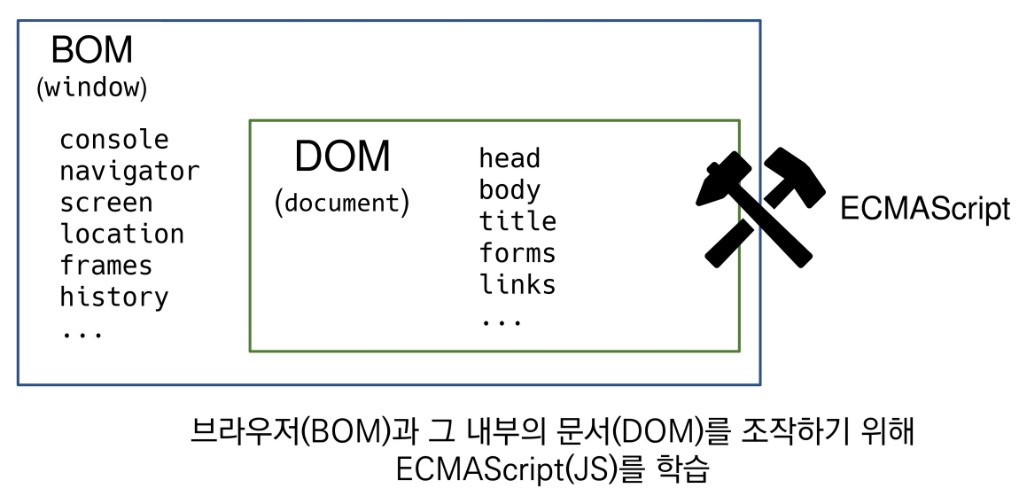 BOM
(window)
console
navigator
screen
location
frames
history
...
DOM
(document)
head
body
title
forms
links
...
ECMAScript
브라우저(BOM)과 그 내부의 문서(DOM)를 조작하기 위해
ECMAScript(JS)를 학습